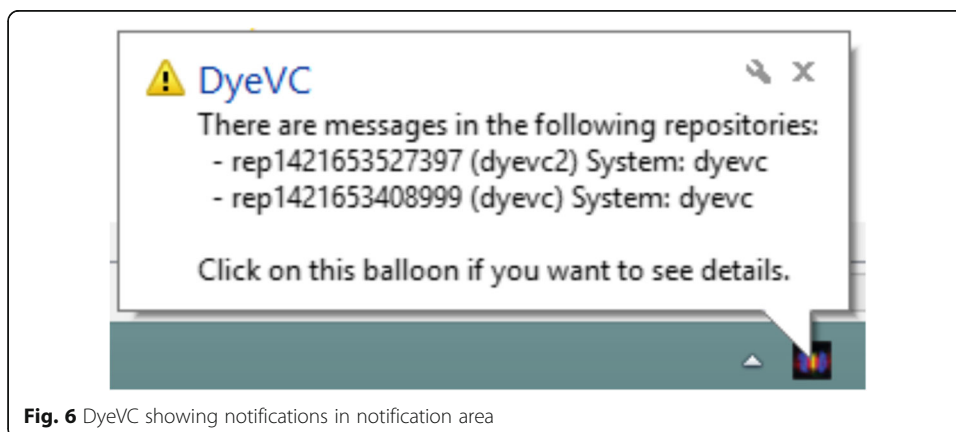 DyeVC
There are messages in the following repositories:
- rep1421653527397 (dyevc2) System: dyevc
- rep1421653408999 (dyevc) System: dyevc
Click on this balloon if you want to see details.
Fig. 6 DyeVC showing notifications in notification area